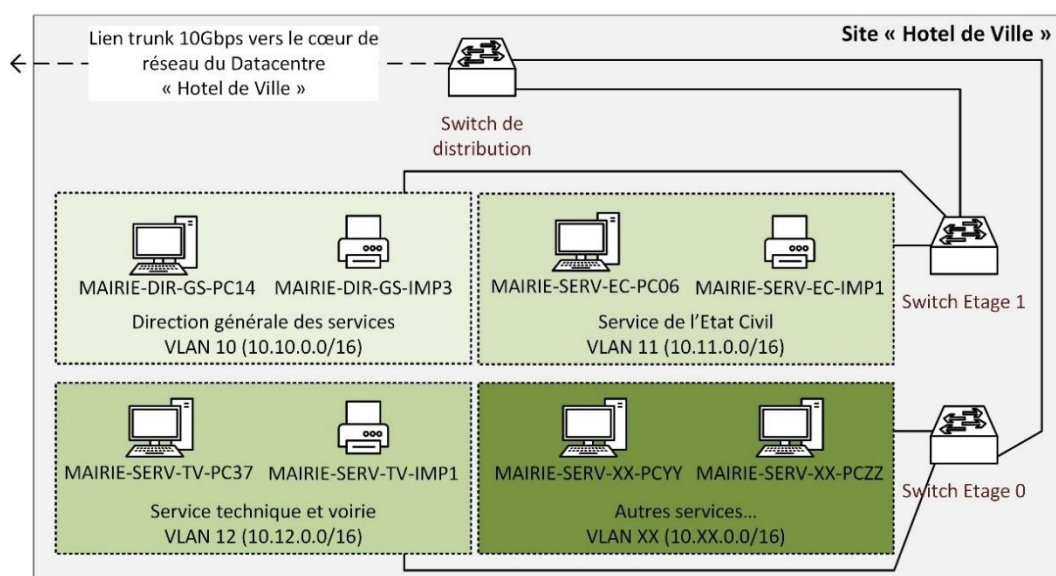 Lien trunk 10Gbps vers le cœur de
réseau du Datacentre
« Hotel de Ville »
Site « Hotel de Ville »
Switch de
distribution
MAIRIE-DIR-GS-PC14
MAIRIE-DIR-GS-IMP3
Direction générale des services
VLAN 10 (10.10.0.0/16)
MAIRIE-SERV-EC-PC06
MAIRIE-SERV-EC-IMP1
Service de l’Etat Civil
VLAN 11 (10.11.0.0/16)
Switch Etage 1
MAIRIE-SERV-TV-PC37
MAIRIE-SERV-TV-IMP1
Service technique et voirie
VLAN 12 (10.12.0.0/16)
MAIRIE-SERV-XX-PCYY
MAIRIE-SERV-XX-PCZZ
Autres services...
VLAN XX (10.XX.0.0/16)
Switch Etage 0